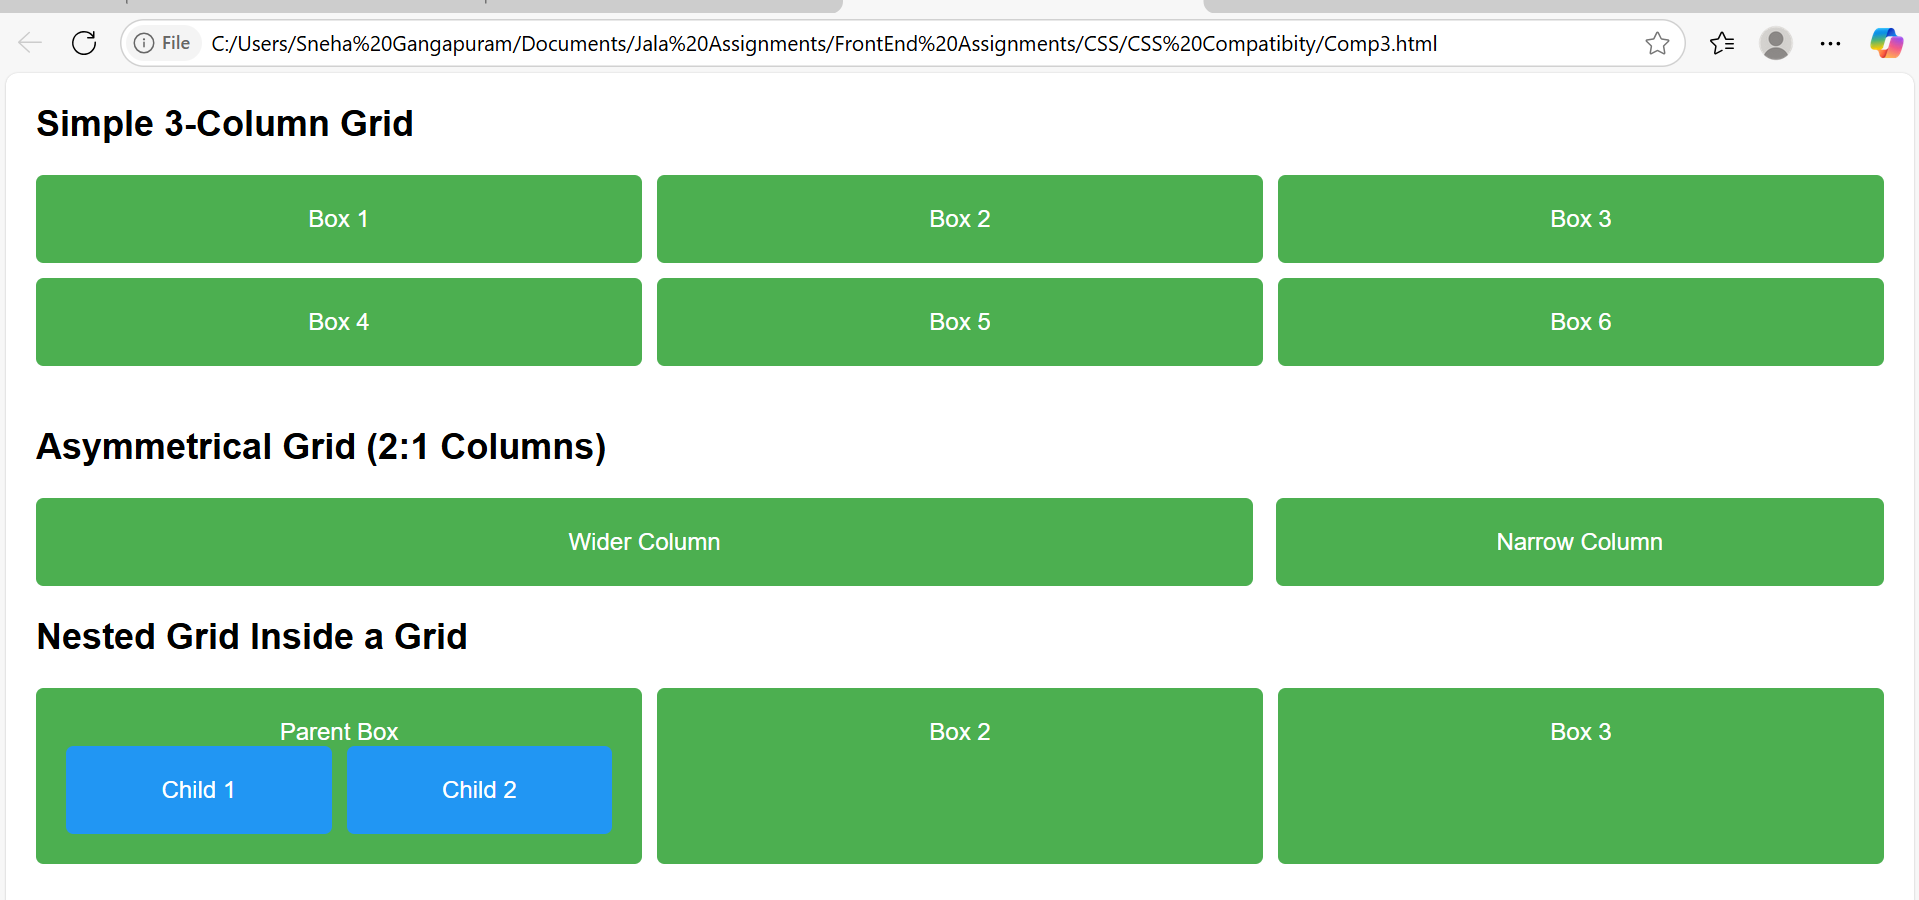 File C:/Users/Sneha%20Gangapuram/Documents/Jala%20Assignments/FrontEnd%20Assignments/CSS/CSS%20Compatibity/Comp3.html
Simple 3-Column Grid
Box 1 Box 2 Box 3
Box 4 Box 5 Box 6
Asymmetrical Grid (2:1 Columns)
Wider Column Narrow Column
Nested Grid Inside a Grid
Parent Box Box 2 Box 3
Child 1 Child 2